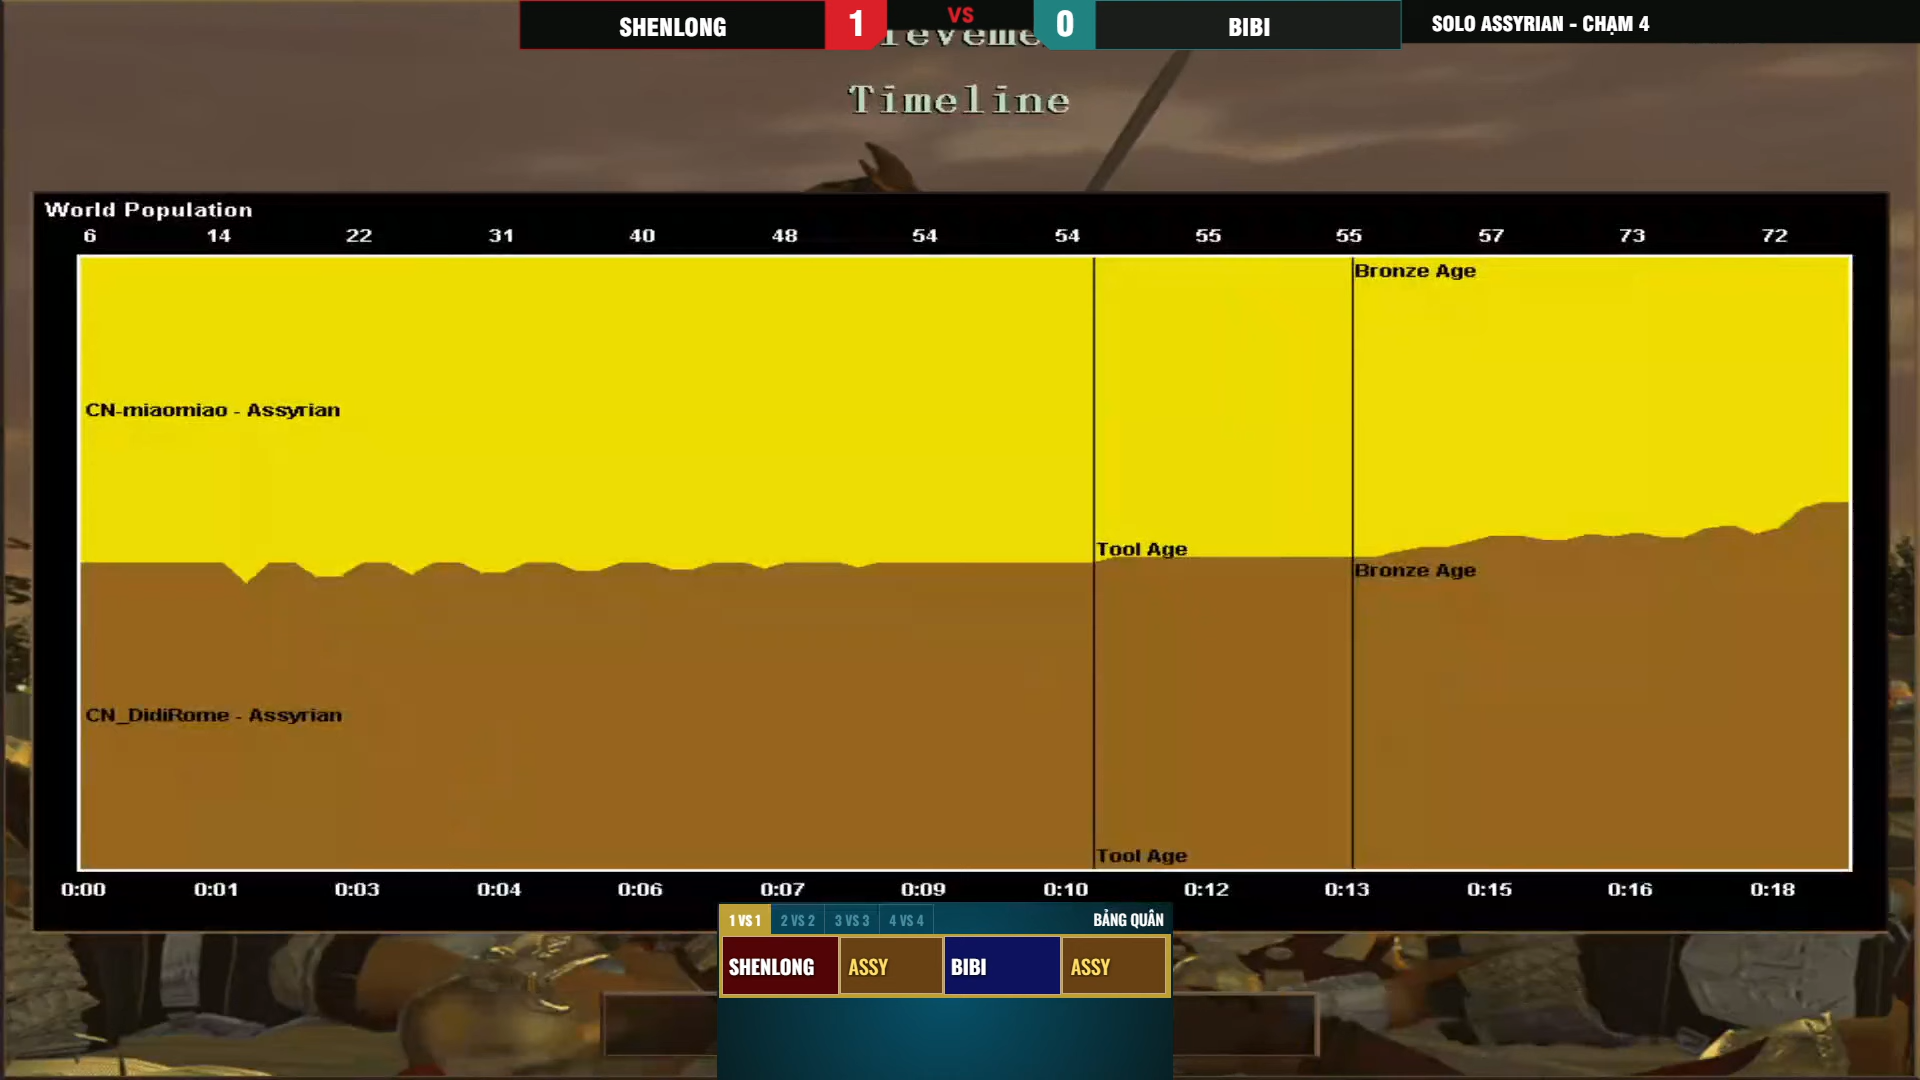 SHENLONG 1 VS 0 BIBI SOLO ASSYRIAN - CHẠM 4
Timeline
World Population
6 14 22 31 40 48 54 54 55 55 57 73 72
Bronze Age
CN-miaomiao - Assyrian
Tool Age
Bronze Age
CN_DidiRome - Assyrian
Tool Age
0:00 0:01 0:03 0:04 0:06 0:07 0:09 0:10 0:12 0:13 0:15 0:16 0:18
1 VS 1 2 VS 2 3 VS 3 4 VS 4 BẢNG QUÂN
SHENLONG ASSY BIBI ASSY